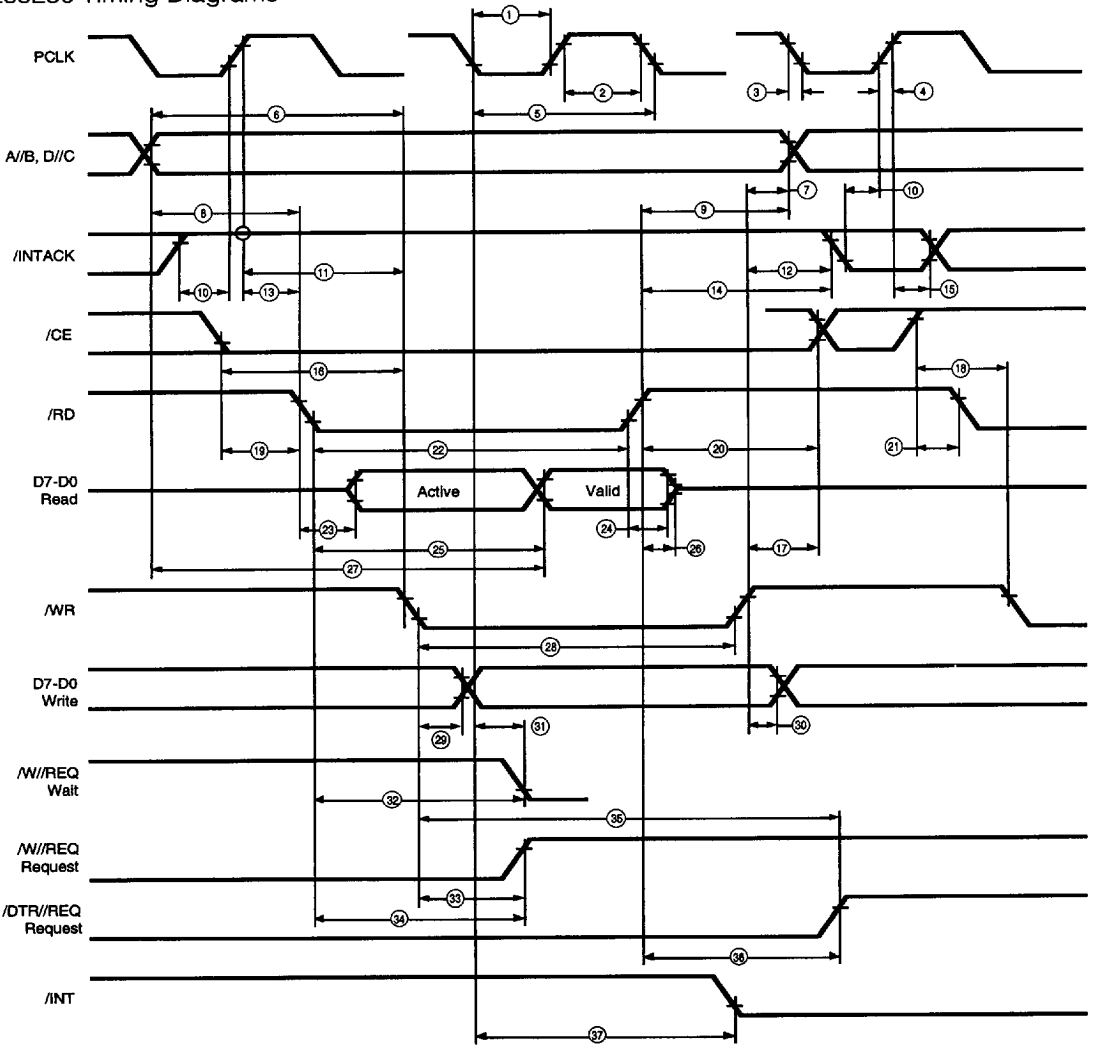 Timing Diagrams
1
PCLK
3 2 4
6 5
A//B, D//C
7 10
8 9
/INTACK
11 12
10 13 14 15
/CE
16 18
/RD
19 22 20 21
D7-D0
Read
Active Valid
23 24
25 26 17
27
/WR
28
D7-D0
Write
29 31 30
/W//REQ
Wait
32
35
/W//REQ
Request
33
34
/DTR//REQ
Request
36
/INT
37